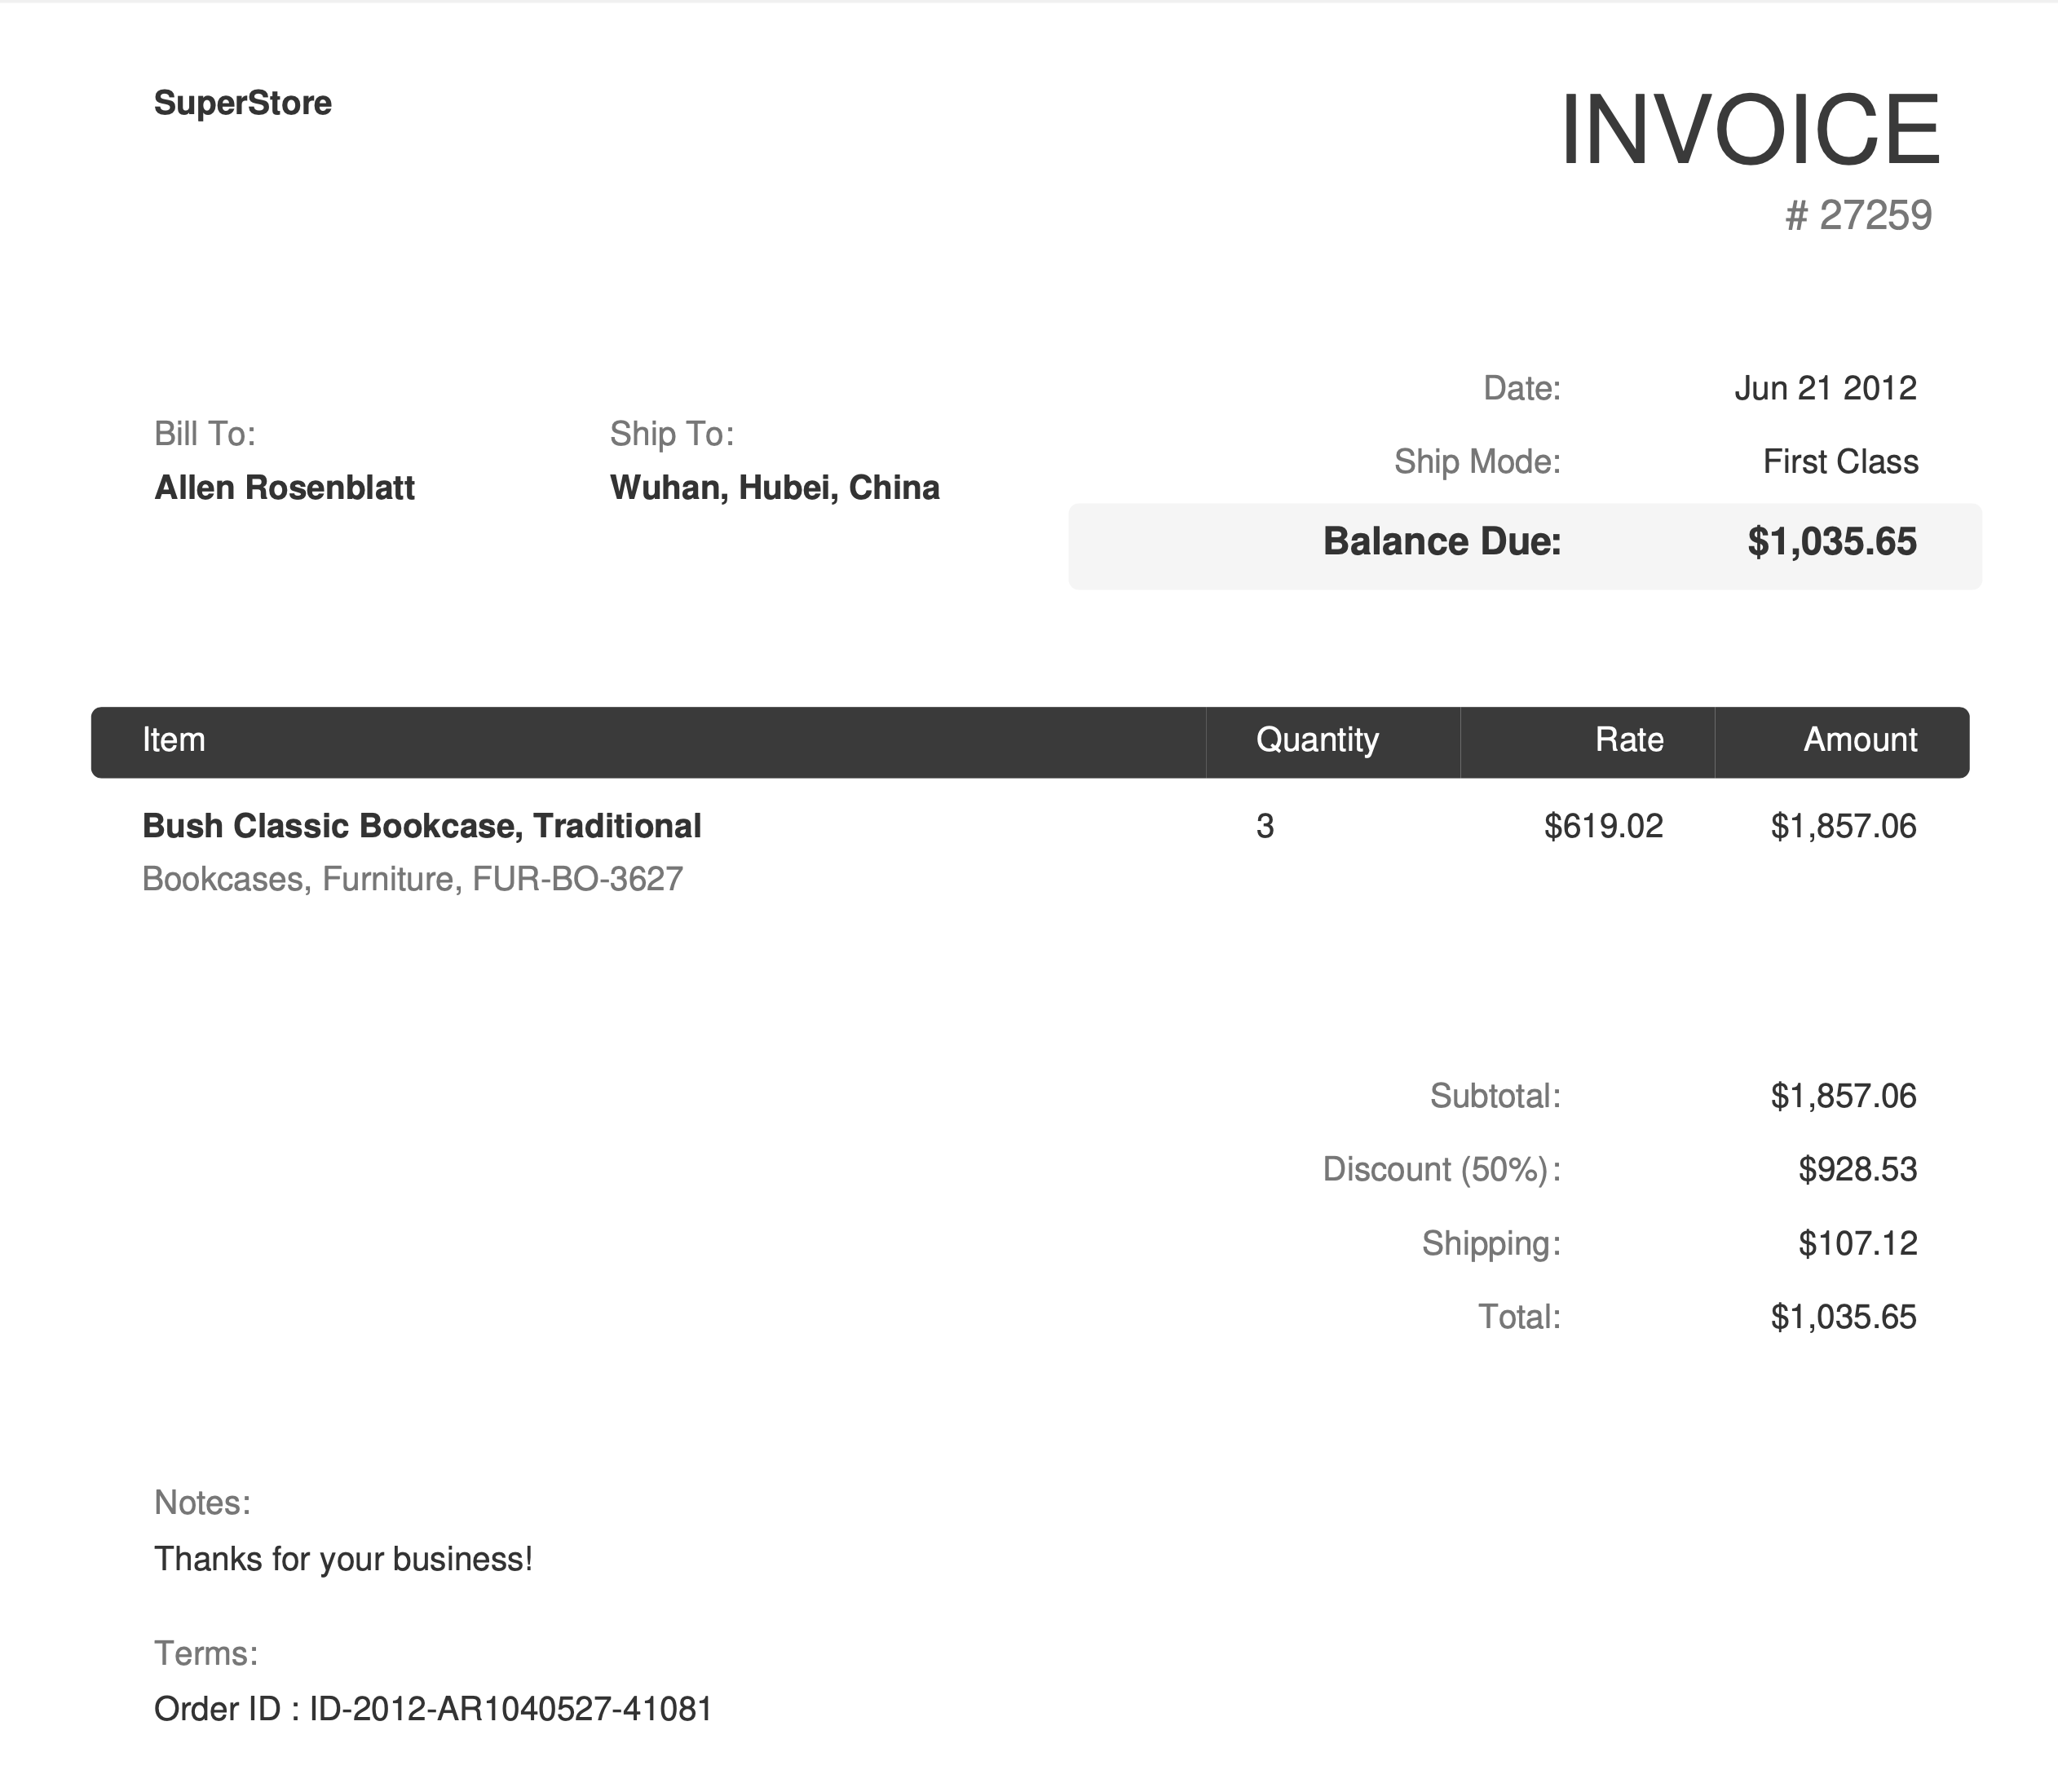 SuperStore
INVOICE
# 27259
Date: Jun 21 2012
Ship Mode: First Class
Balance Due: $1,035.65
Bill To:
Allen Rosenblatt
Ship To:
Wuhan, Hubei, China
Item Quantity Rate Amount
Bush Classic Bookcase, Traditional 3 $619.02 $1,857.06
Bookcases, Furniture, FUR-BO-3627
Subtotal: $1,857.06
Discount (50%): $928.53
Shipping: $107.12
Total: $1,035.65
Notes:
Thanks for your business!
Terms:
Order ID : ID-2012-AR1040527-41081